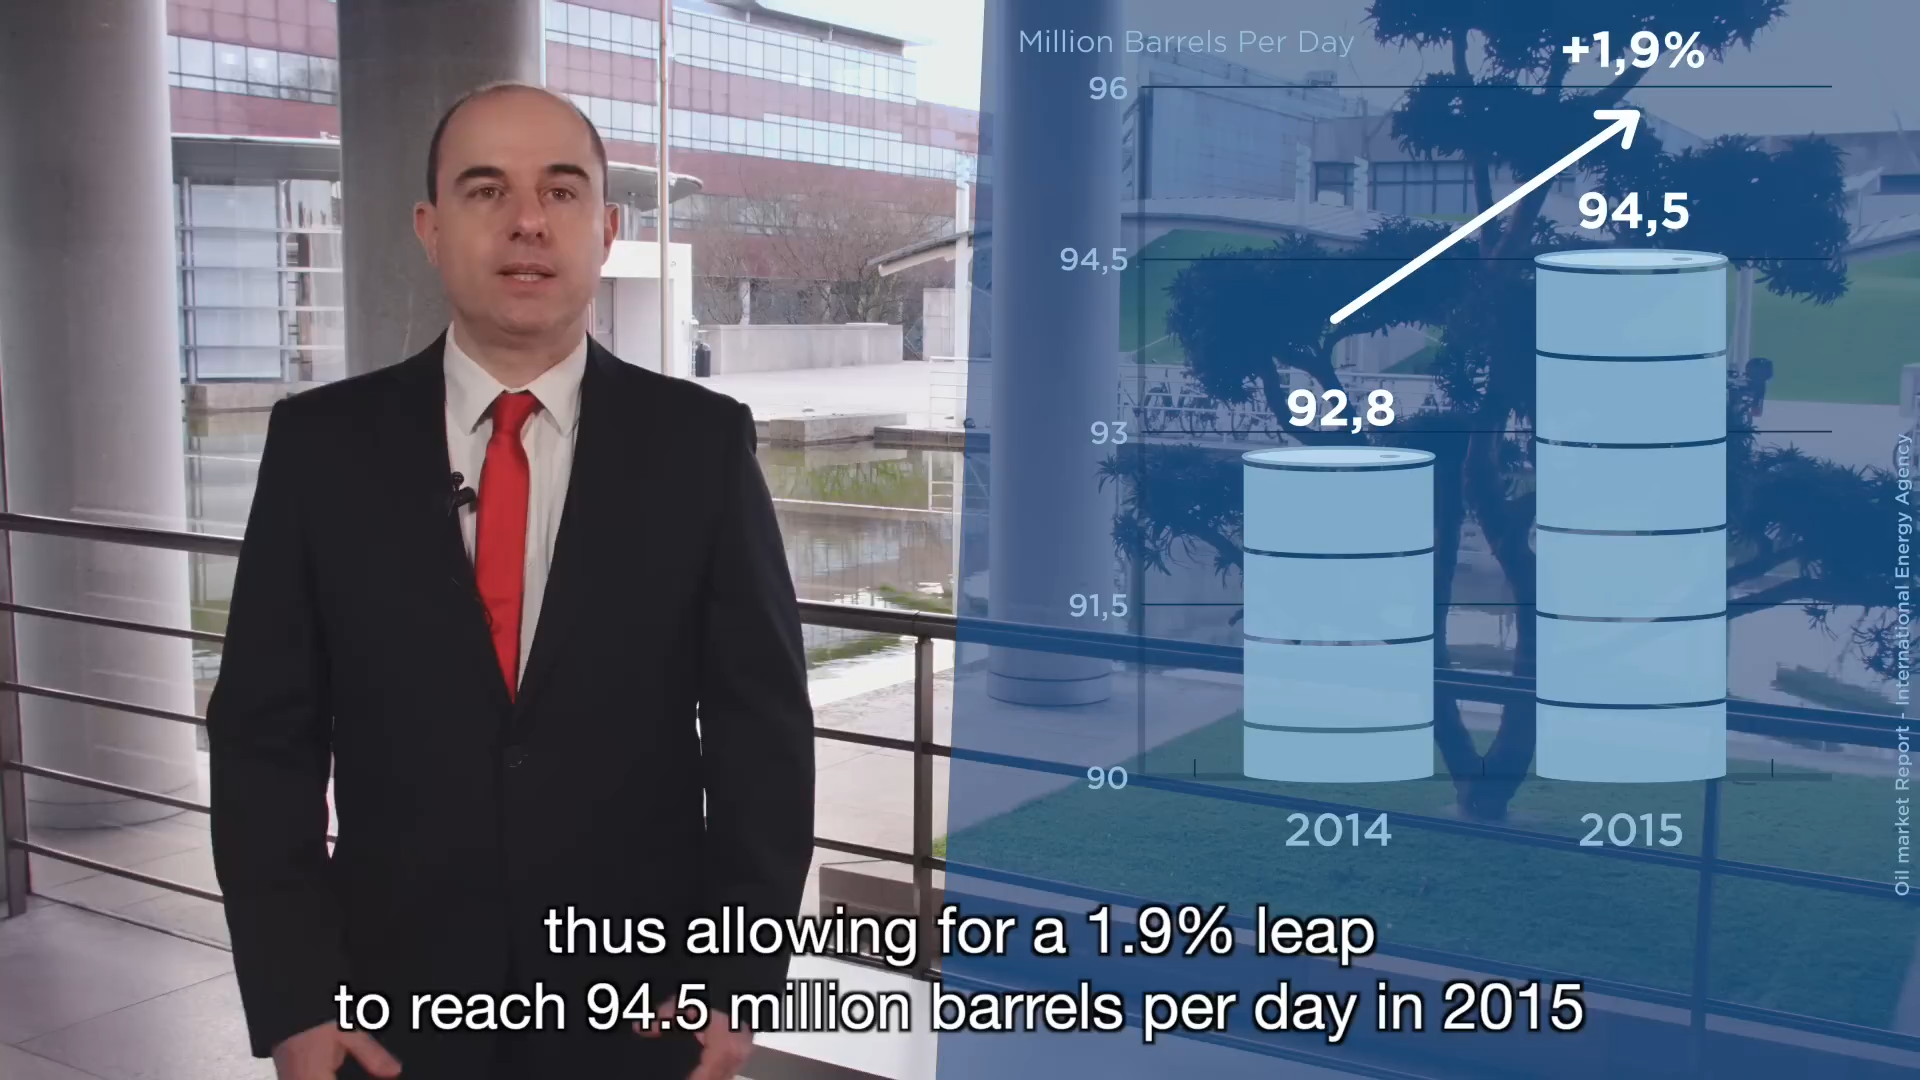 Million Barrels Per Day
+1,9%
96
94,5
94,5
92,8
93
91,5
90
2014
2015
Oil market Report - International Energy Agency
thus allowing for a 1.9% leap
to reach 94.5 million barrels per day in 2015